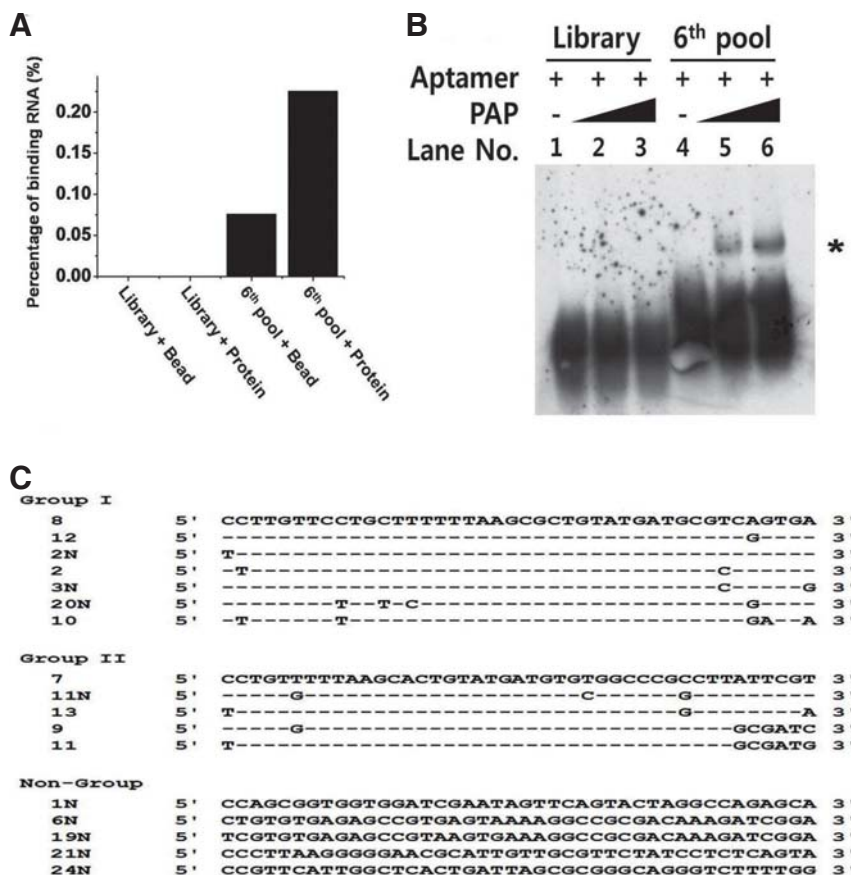 A
Percentage of binding RNA (%)
0.20
0.15
0.10
0.05
0.00
Library + Bead
Library + Protein
6th pool + Bead
6th pool + Protein
B
Library 6th pool
Aptamer + + + + + +
PAP - -
Lane No. 1 2 3 4 5 6
*
C
Group I
8 5' CCTTGTTCCTGCTTTTTTTAAGCGCTGTATGATGCGTCAGTGA 3'
12 5' --------------------------------------G---- 3'
2N 5' T------------------------------------------ 3'
2 5' -T----------------------------------C------ 3'
3N 5' ------------------------------------C-----G 3'
20N 5' --------T--T-C------------------------G---- 3'
10 5' -T------T-----------------------------GA--A 3'
Group II
7 5' CCTGTTTTTAAGCACTGTATGATGTGTGGCCCGCCTTATTCGT 3'
11N 5' -----G--------------------C------G--------- 3'
13 5' T--------------------------------G--------A 3'
9 5' -----G-------------------------------GCGATC 3'
11 5' T------------------------------------GCGATG 3'
Non-Group
1N 5' CCAGCGGTGGTGGATCGAATAGTTCAGTACTAGGCCAGAGCA 3'
6N 5' CTGTGTGAGAGCCGTGAGTAAAAGGCCGCGACAAAGATCGGA 3'
19N 5' TCGTGTGAGAGCCGTAAGTGAAAAGGCCGCGACAAAGATCGGA 3'
21N 5' CCCTTAAGGGGGAACGCATTGTTGCGTTCTATCCTCTCAGTA 3'
24N 5' CCGTTCATTGGCTCACTGATTAGCGCGGGCAGGGTCTTTTGG 3'